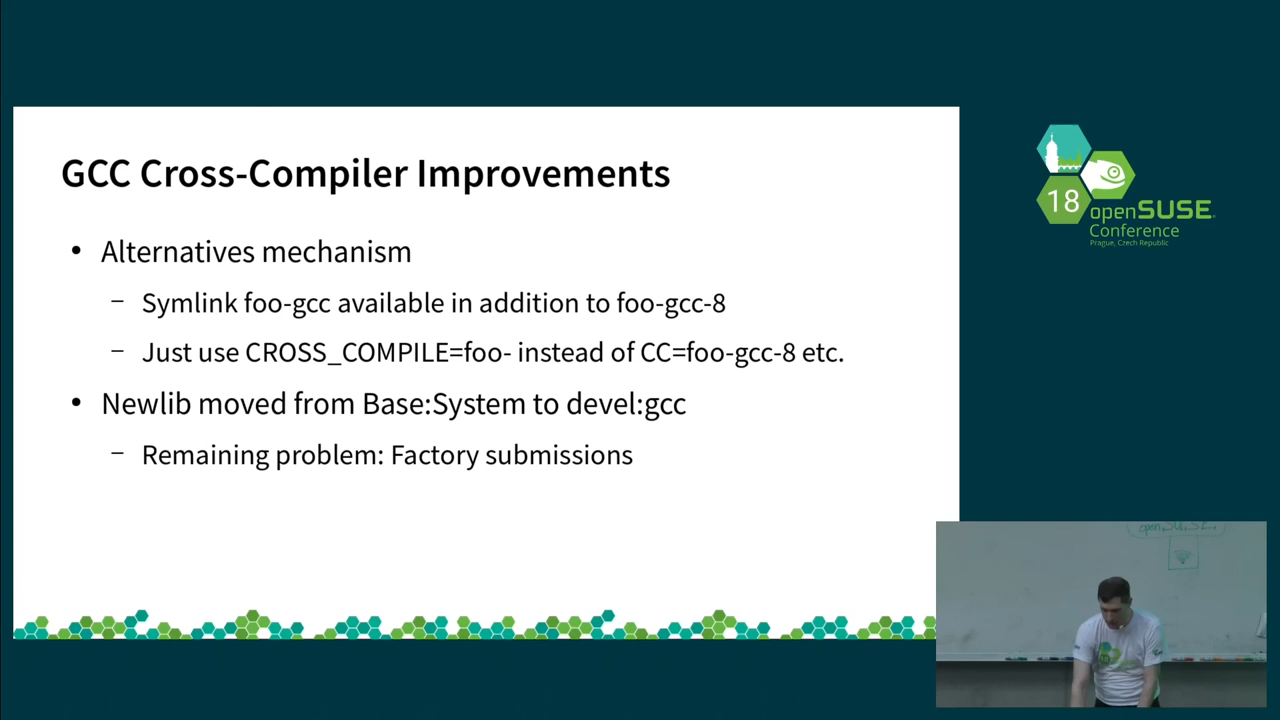 GCC Cross-Compiler Improvements
• Alternatives mechanism
– Symlink foo-gcc available in addition to foo-gcc-8
– Just use CROSS_COMPILE=foo- instead of CC=foo-gcc-8 etc.
• Newlib moved from Base:System to devel:gcc
– Remaining problem: Factory submissions
18
openSUSE
Conference
Prague, Czech Republic
openSUSE